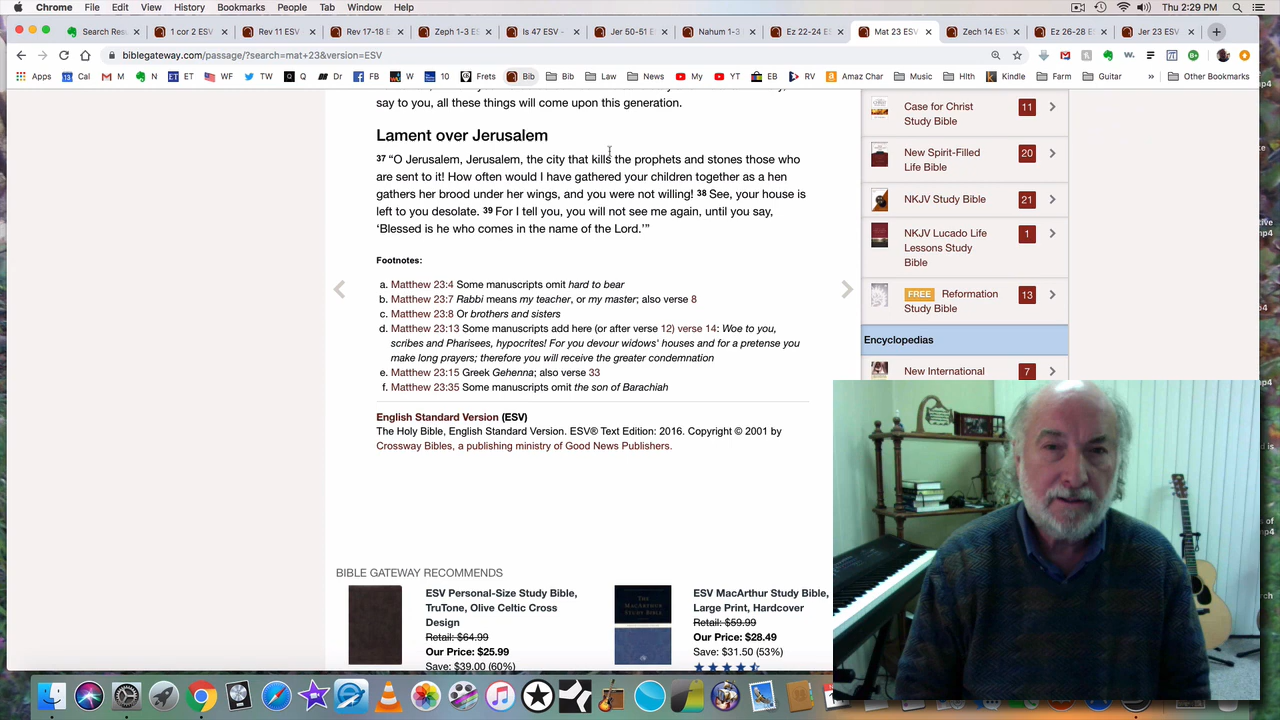 Chrome File Edit View History Bookmarks People Tab Window Help
Thu 2:29 PM
Search Res
1 cor 2 ESV
Rev 11 ESV
Rev 17-18 E
Zeph 1-3 E
Is 47 ESV -
Jer 50-51 E
Nahum 1-3
Ez 22-24 E
Mat 23 ESV
Zech 14 ES
Ez 26-28 E
Jer 23 ESV
biblegateway.com/passage/?search=mat+23&version=ESV
Apps 13 Cal M N ET WF TW Q Dr FB W 10 Frets Bib Bib Law News My YT EB RV Amaz Char Music Hlth Kindle Farm Guitar » Other Bookmarks
say to you, all these things will come upon this generation.
Lament over Jerusalem
37 “O Jerusalem, Jerusalem, the city that kills the prophets and stones those who
are sent to it! How often would I have gathered your children together as a hen
gathers her brood under her wings, and you were not willing! 38 See, your house is
left to you desolate. 39 For I tell you, you will not see me again, until you say,
‘Blessed is he who comes in the name of the Lord.’”
Footnotes:
a. Matthew 23:4 Some manuscripts omit hard to bear
b. Matthew 23:7 Rabbi means my teacher, or my master; also verse 8
c. Matthew 23:8 Or brothers and sisters
d. Matthew 23:13 Some manuscripts add here (or after verse 12) verse 14: Woe to you,
scribes and Pharisees, hypocrites! For you devour widows' houses and for a pretense you
make long prayers; therefore you will receive the greater condemnation
e. Matthew 23:15 Greek Gehenna; also verse 33
f. Matthew 23:35 Some manuscripts omit the son of Barachiah
English Standard Version (ESV)
The Holy Bible, English Standard Version. ESV® Text Edition: 2016. Copyright © 2001 by
Crossway Bibles, a publishing ministry of Good News Publishers.
BIBLE GATEWAY RECOMMENDS
ESV Personal-Size Study Bible,
TruTone, Olive Celtic Cross
Design
Retail: $64.99
Our Price: $25.99
Save: $39.00 (60%)
THE
MACARTHUR
STUDY BIBLE
ESV MacArthur Study Bible,
Large Print, Hardcover
Retail: $59.99
Our Price: $28.49
Save: $31.50 (53%)
Case for Christ
Study Bible
11
New Spirit-Filled
Life Bible
20
NKJV Study Bible
21
NKJV Lucado Life
Lessons Study
Bible
1
FREE Reformation
Study Bible
13
Encyclopedias
New International
7